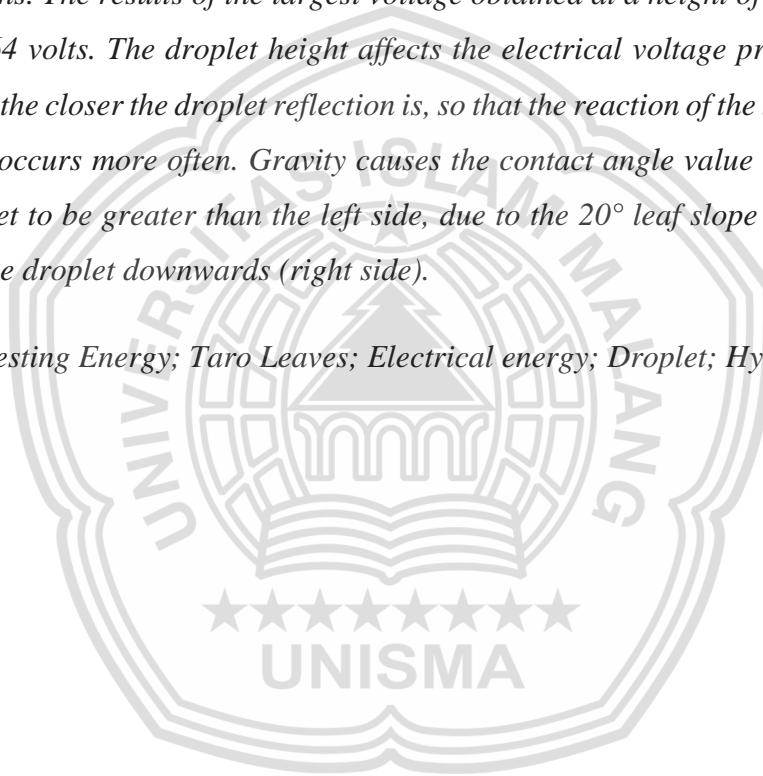 ns. The results of the largest voltage obtained at a height of
64 volts. The droplet height affects the electrical voltage pr
the closer the droplet reflection is, so that the reaction of the
occurs more often. Gravity causes the contact angle value
et to be greater than the left side, due to the 20° leaf slope
e droplet downwards (right side).
esting Energy; Taro Leaves; Electrical energy; Droplet; Hy
UNIVERSITAS ISLAM MALANG
UNISMA